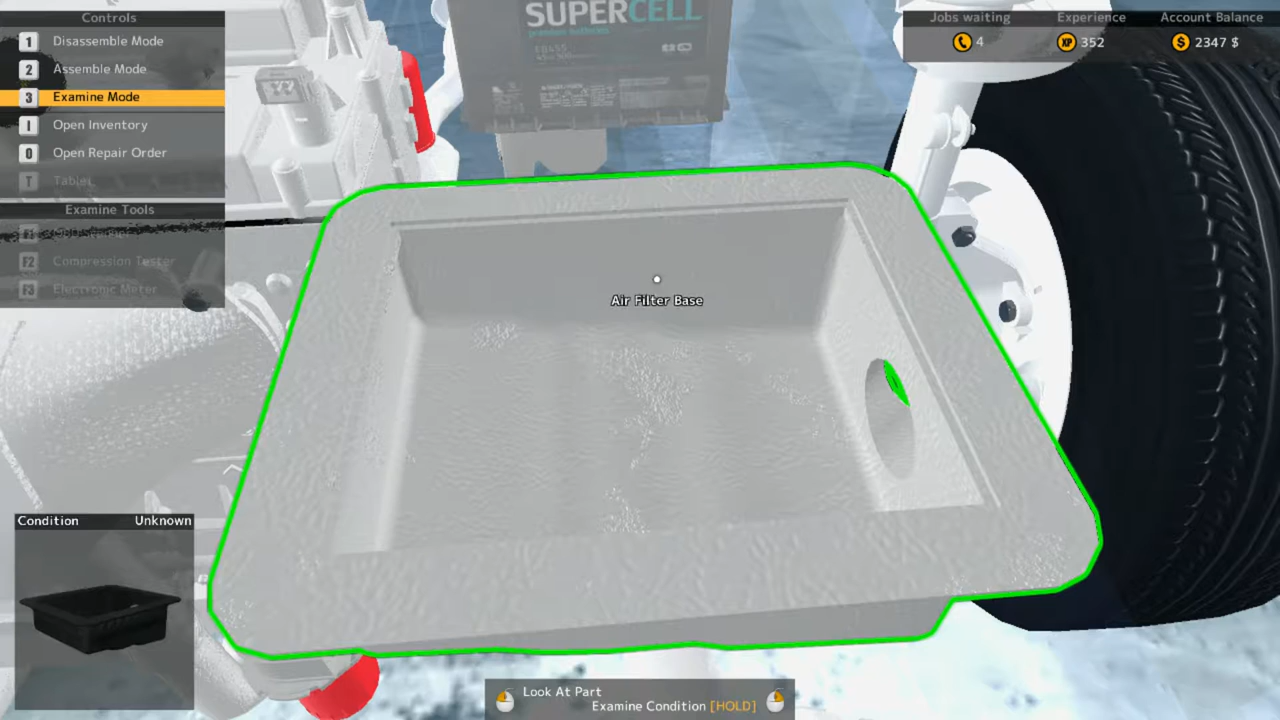 Controls
1 Disassemble Mode
2 Assemble Mode
3 Examine Mode
I Open Inventory
O Open Repair Order
T Tablet
Examine Tools
F2 Compression Tester
F3 Electronic Meter
Jobs waiting Experience Account Balance
4 XP 352 $ 2347 $
SUPERCELL
premium batteries
Air Filter Base
Condition Unknown
Look At Part
Examine Condition [HOLD]